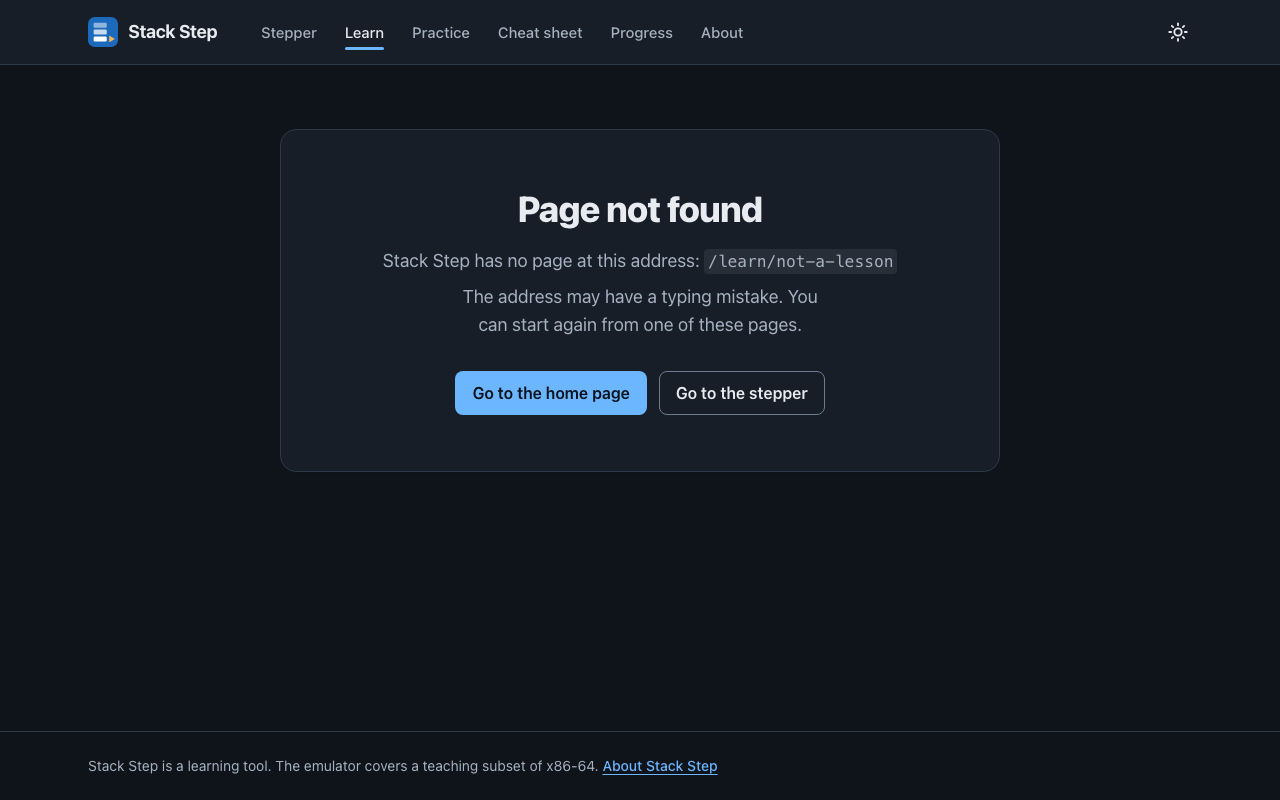 Stack Step
Stepper
Learn
Practice
Cheat sheet
Progress
About
Page not found
Stack Step has no page at this address: /learn/not-a-lesson
The address may have a typing mistake. You
can start again from one of these pages.
Go to the home page
Go to the stepper
Stack Step is a learning tool. The emulator covers a teaching subset of x86-64. About Stack Step